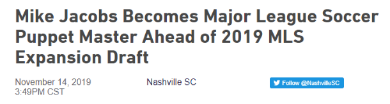 Mike Jacobs Becomes Major League Soccer
Puppet Master Ahead of 2019 MLS
Expansion Draft
November 14, 2019 Nashville SC Follow @NashvilleSC
3:49PM CST